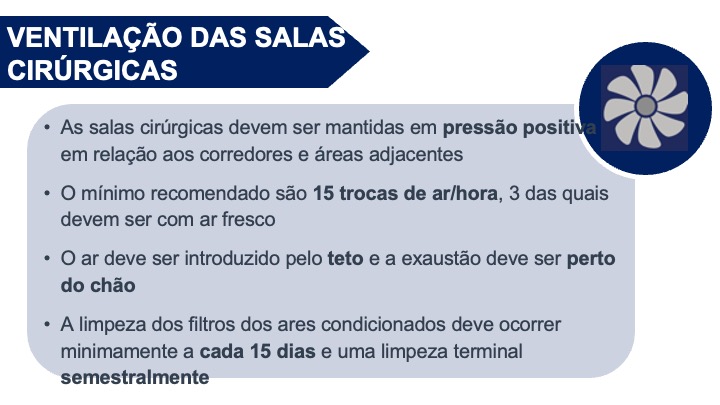 VENTILAÇÃO DAS SALAS
CIRÚRGICAS
• As salas cirúrgicas devem ser mantidas em pressão positiva
em relação aos corredores e áreas adjacentes
• O mínimo recomendado são 15 trocas de ar/hora, 3 das quais
devem ser com ar fresco
• O ar deve ser introduzido pelo teto e a exaustão deve ser perto
do chão
• A limpeza dos filtros dos ares condicionados deve ocorrer
minimamente a cada 15 dias e uma limpeza terminal
semestralmente